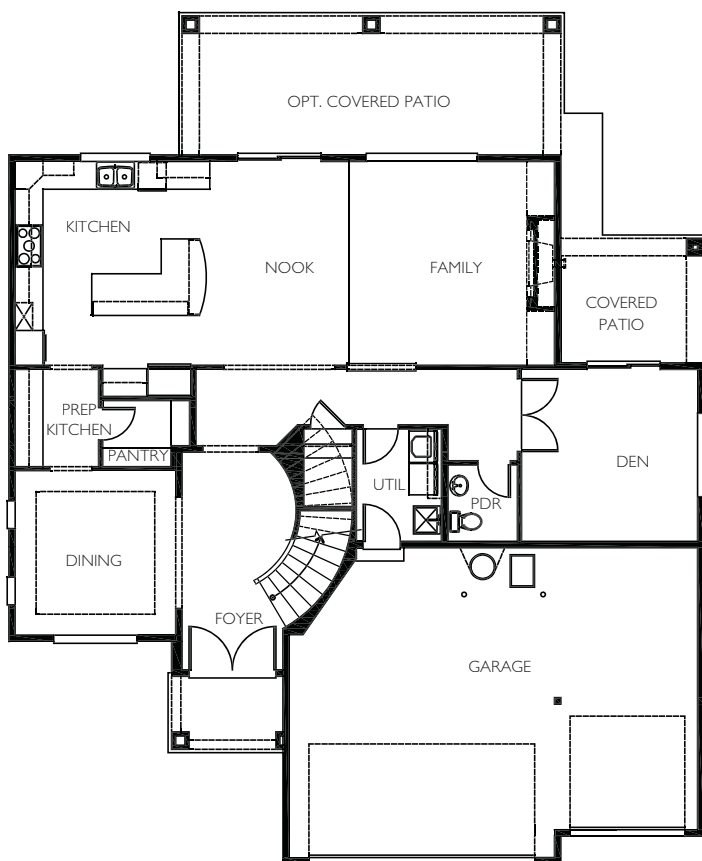 OPT. COVERED PATIO
KITCHEN
NOOK
FAMILY
COVERED
PATIO
PREP
KITCHEN
PANTRY
DEN
UTIL
PDR
DINING
FOYER
GARAGE